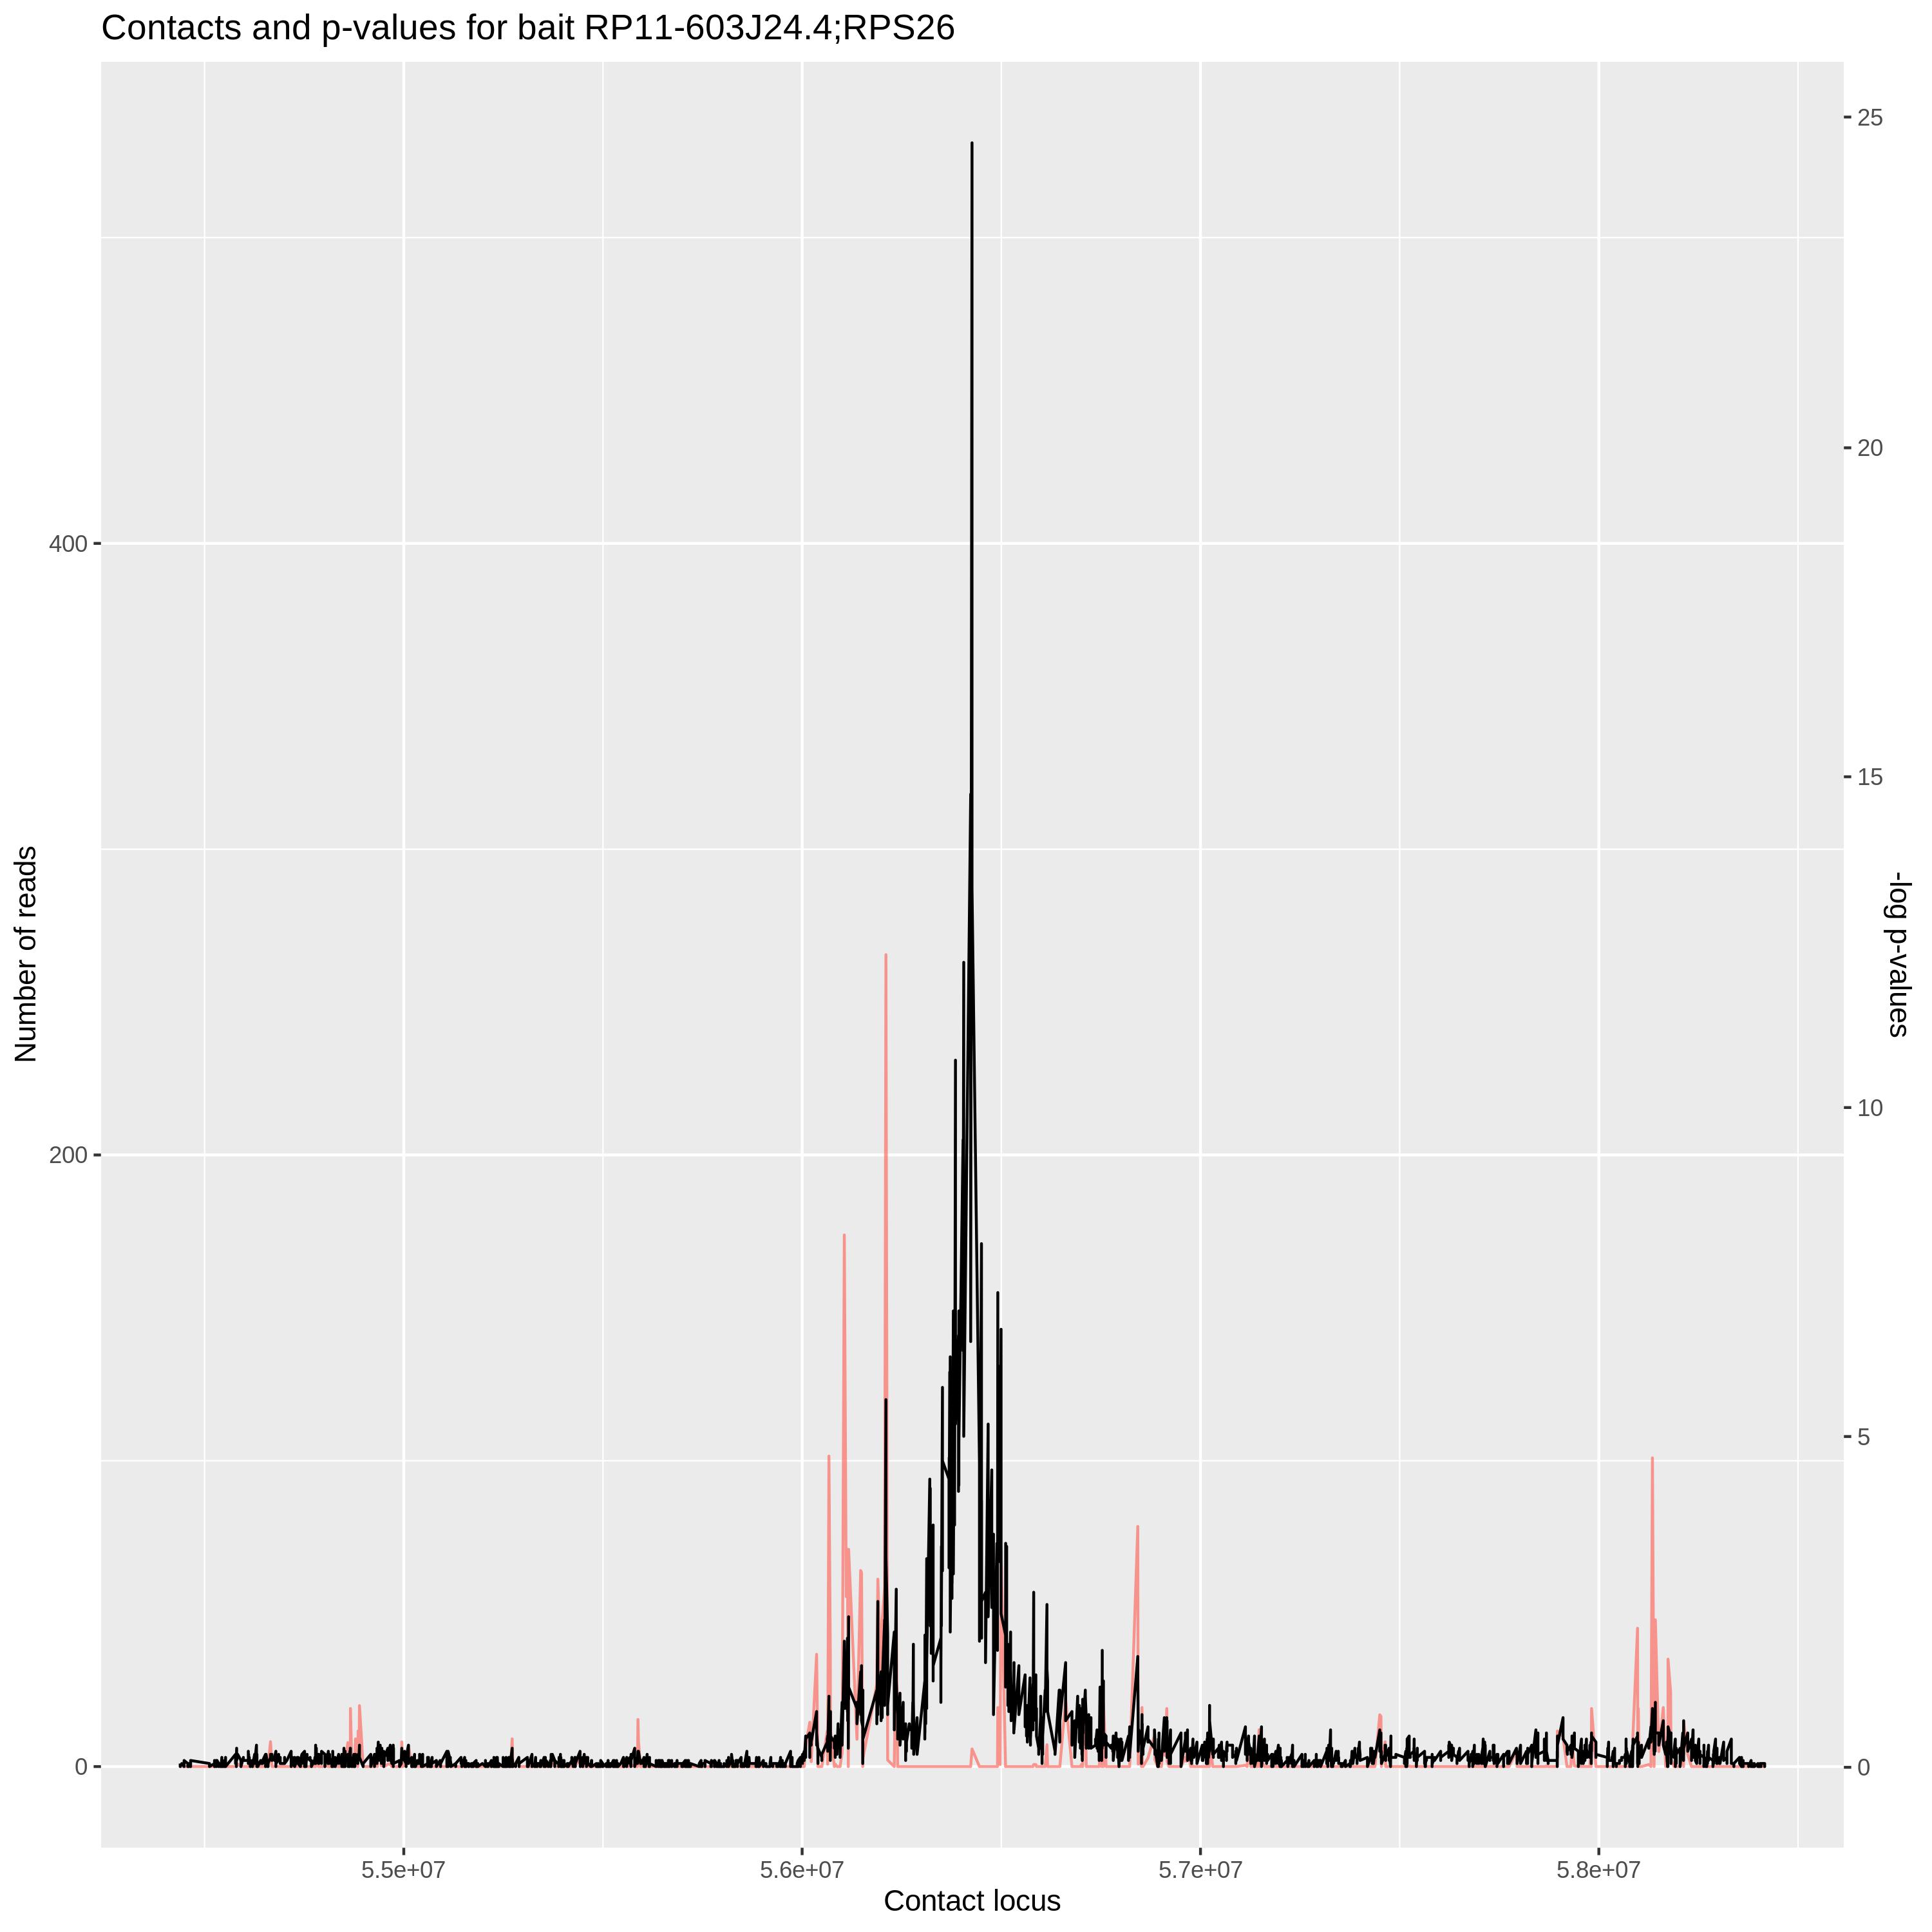 Contacts and p-values for bait RP11-603J24.4;RPS26
Number of reads
400
200
0
25
20
15
10
5
0
-log p-values
5.5e+07 5.6e+07 5.7e+07 5.8e+07
Contact locus